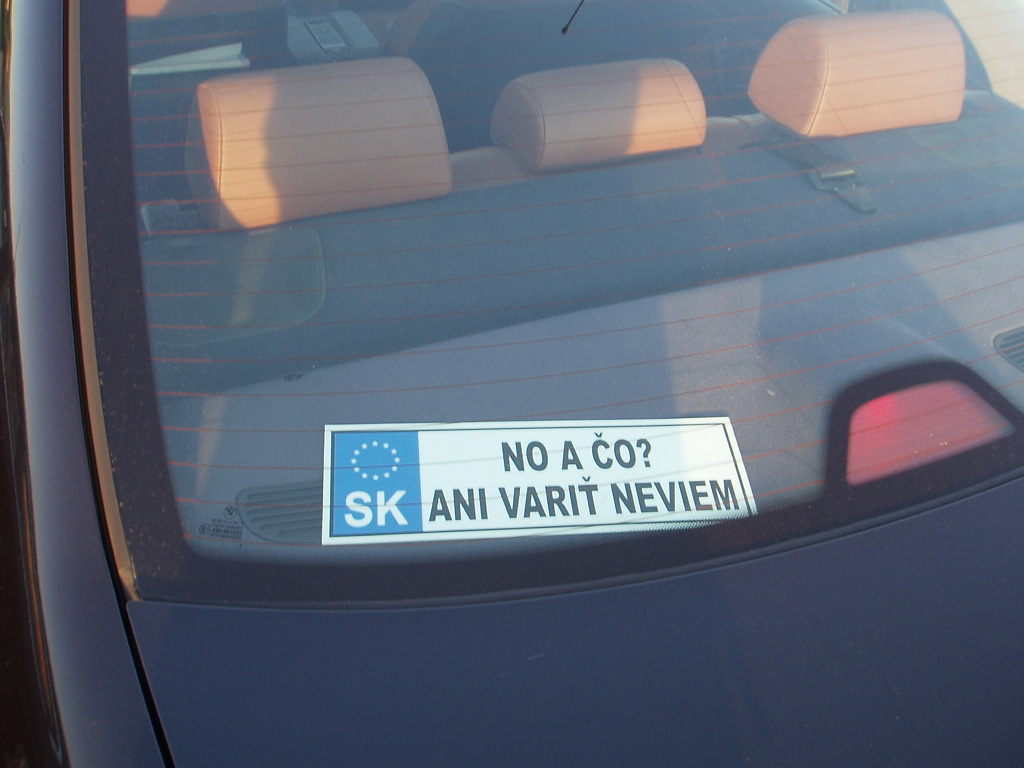 NO A ČO?
SK ANI VARIŤ NEVIEM